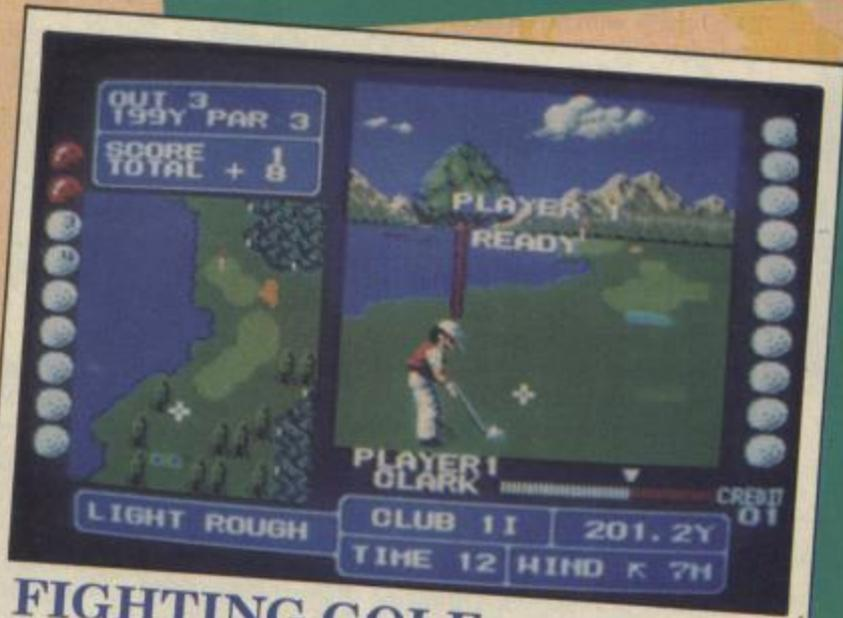 OUT 3
199Y PAR 3
SCORE 1
TOTAL + 8
PLAYER 1
READY
PLAYER1
CLARK
CREDIT
01
LIGHT ROUGH
CLUB 1I
201.2Y
TIME 12
WIND ↖ 7M
FIGHTING GOLF